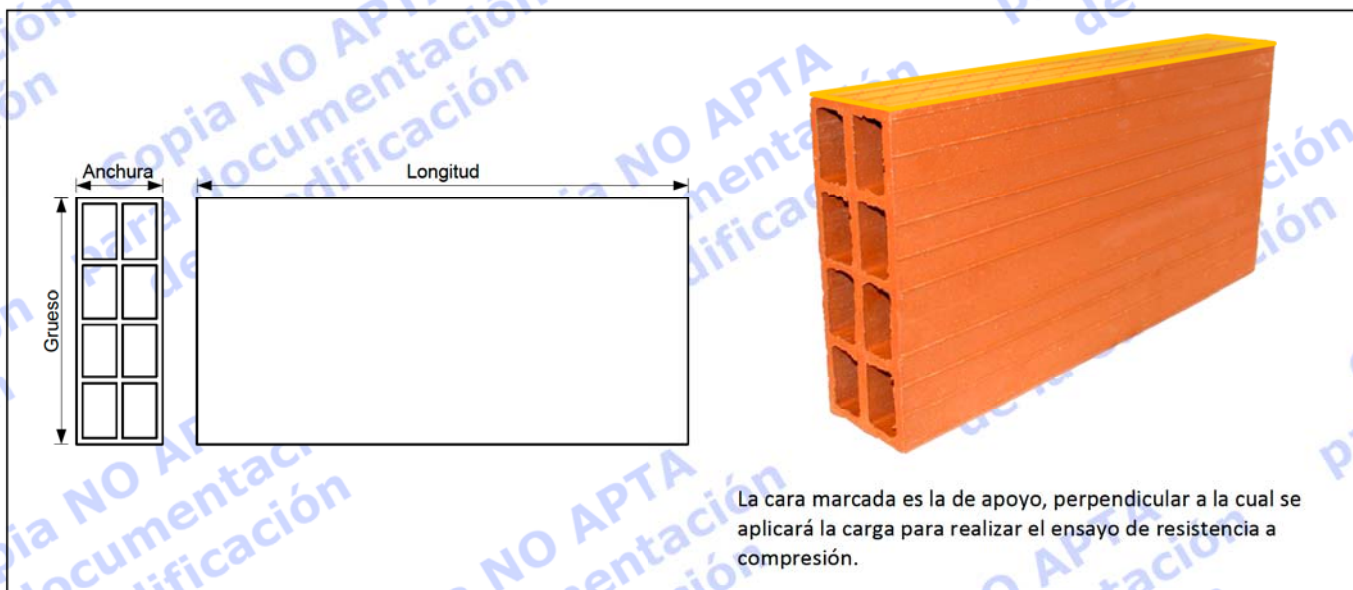 Anchura
Longitud
Grueso
La cara marcada es la de apoyo, perpendicular a la cual se
aplicará la carga para realizar el ensayo de resistencia a
compresión.
Copia NO APTA
para documentación
de edificación